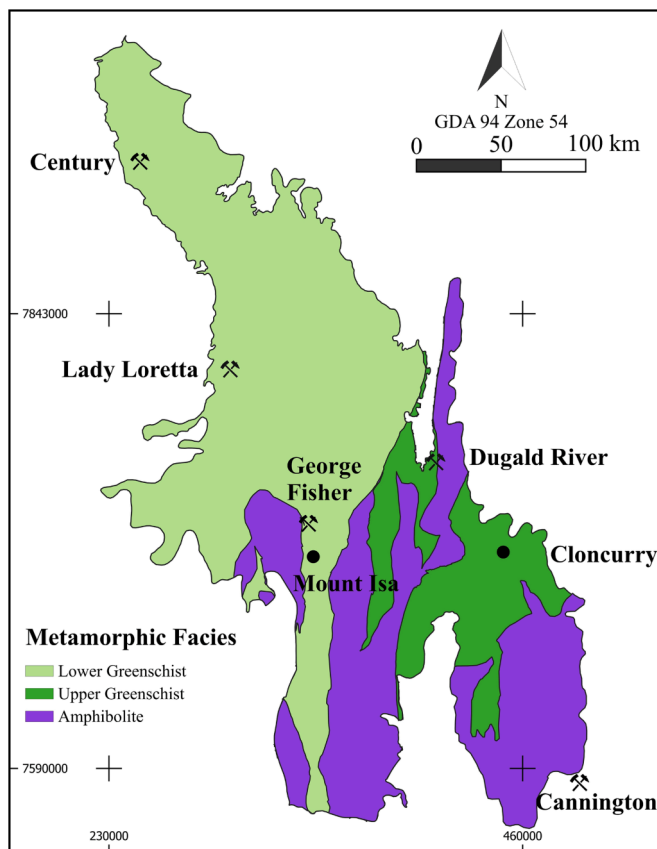 N
GDA 94 Zone 54
0 50 100 km
Century
7843000
Lady Loretta
George
Fisher
Dugald River
Cloncurry
Mount Isa
Metamorphic Facies
Lower Greenschist
Upper Greenschist
Amphibolite
7590000
Cannington
230000
460000